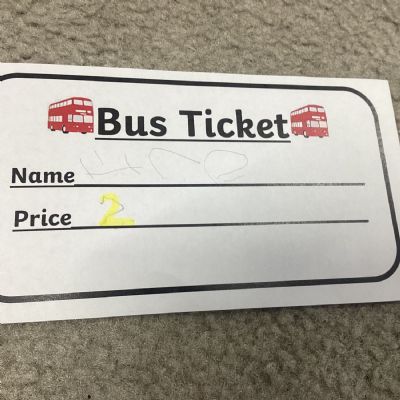 Bus Ticket
Name
Price 2